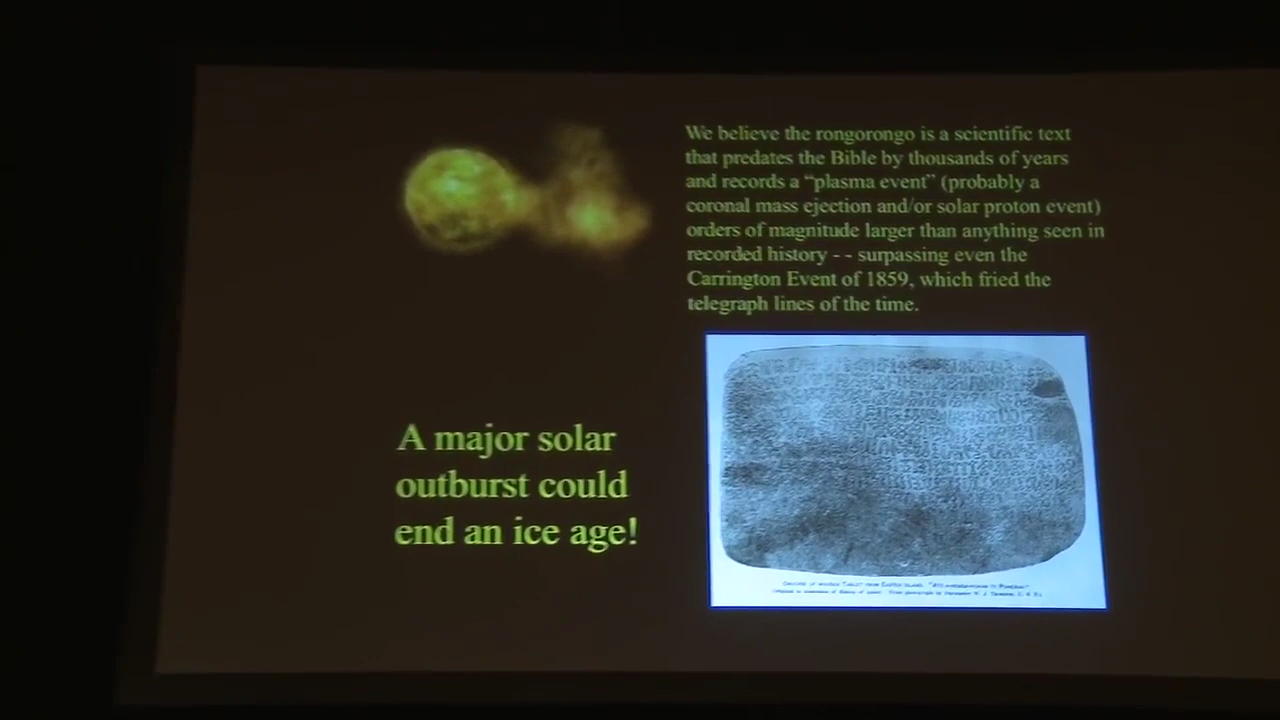 We believe the rongorongo is a scientific text
that predates the Bible by thousands of years
and records a “plasma event” (probably a
coronal mass ejection and/or solar proton event)
orders of magnitude larger than anything seen in
recorded history - - surpassing even the
Carrington Event of 1859, which fried the
telegraph lines of the time.
A major solar
outburst could
end an ice age!